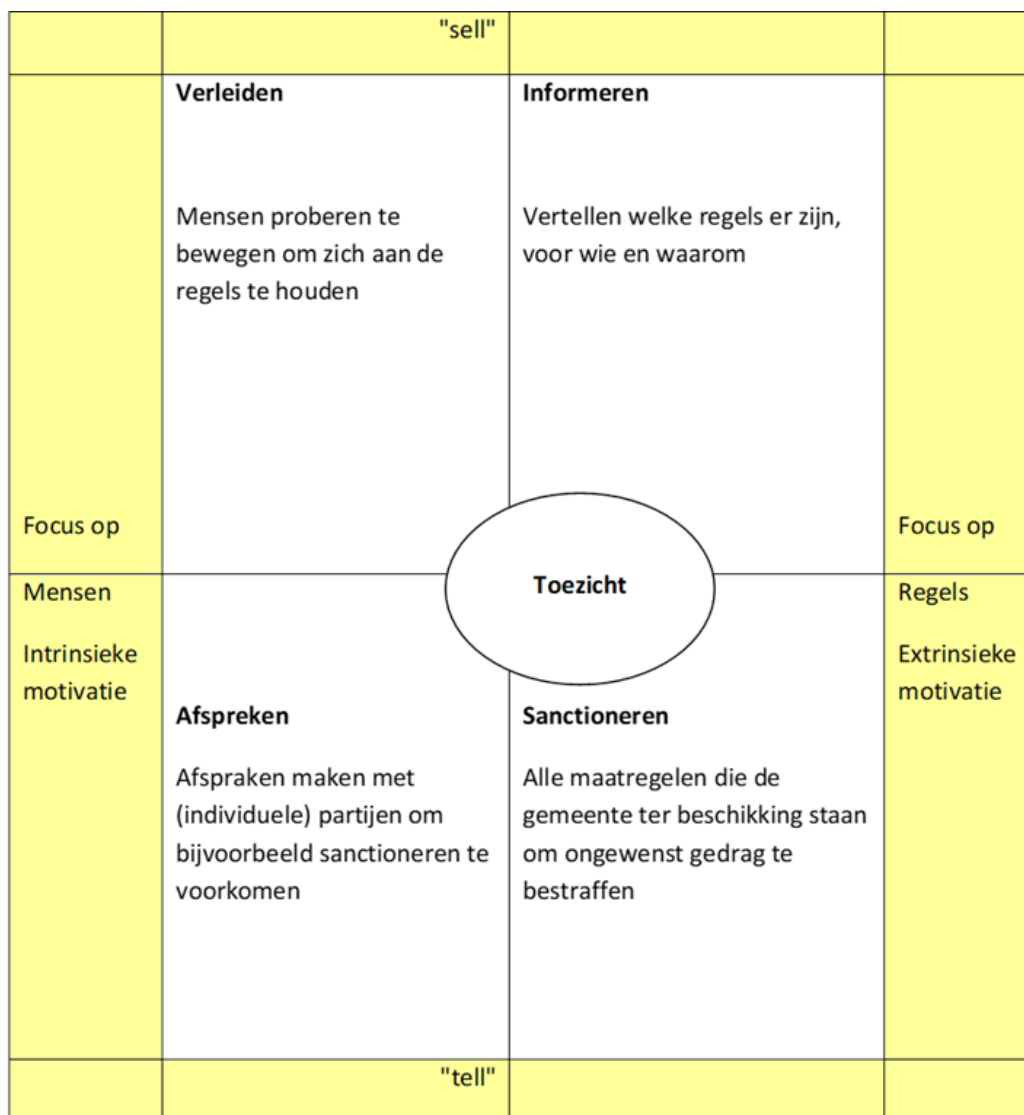 "sell"
Verleiden
Informeren
Mensen proberen te
bewegen om zich aan de
regels te houden
Vertellen welke regels er zijn,
voor wie en waarom
Focus op
Focus op
Toezicht
Mensen
Intrinsieke
motivatie
Regels
Extrinsieke
motivatie
Afspreken
Afspraken maken met
(individuele) partijen om
bijvoorbeeld sanctioneren te
voorkomen
Sanctioneren
Alle maatregelen die de
gemeente ter beschikking staan
om ongewenst gedrag te
bestraffen
"tell"